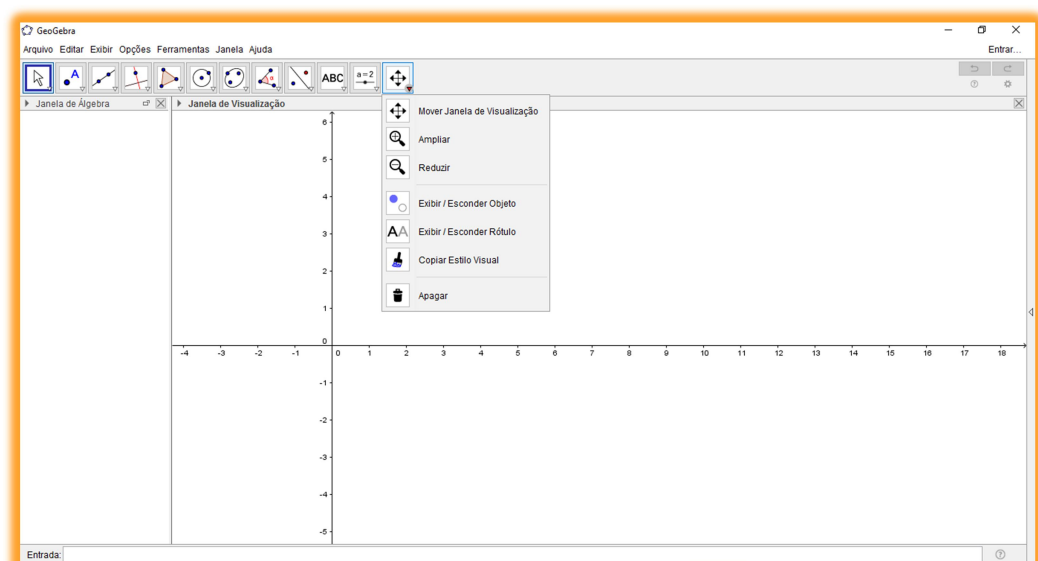 GeoGebra
Arquivo Editar Exibir Opções Ferramentas Janela Ajuda Entrar...
A ABC a=2
Janela de Álgebra Janela de Visualização
Mover Janela de Visualização
Ampliar
Reduzir
Exibir / Esconder Objeto
AA Exibir / Esconder Rótulo
Copiar Estilo Visual
Apagar
6
5
4
3
2
1
0
-4 -3 -2 -1 0 1 2 3 4 5 6 7 8 9 10 11 12 13 14 15 16 17 18
-1
-2
-3
-4
-5
Entrada: